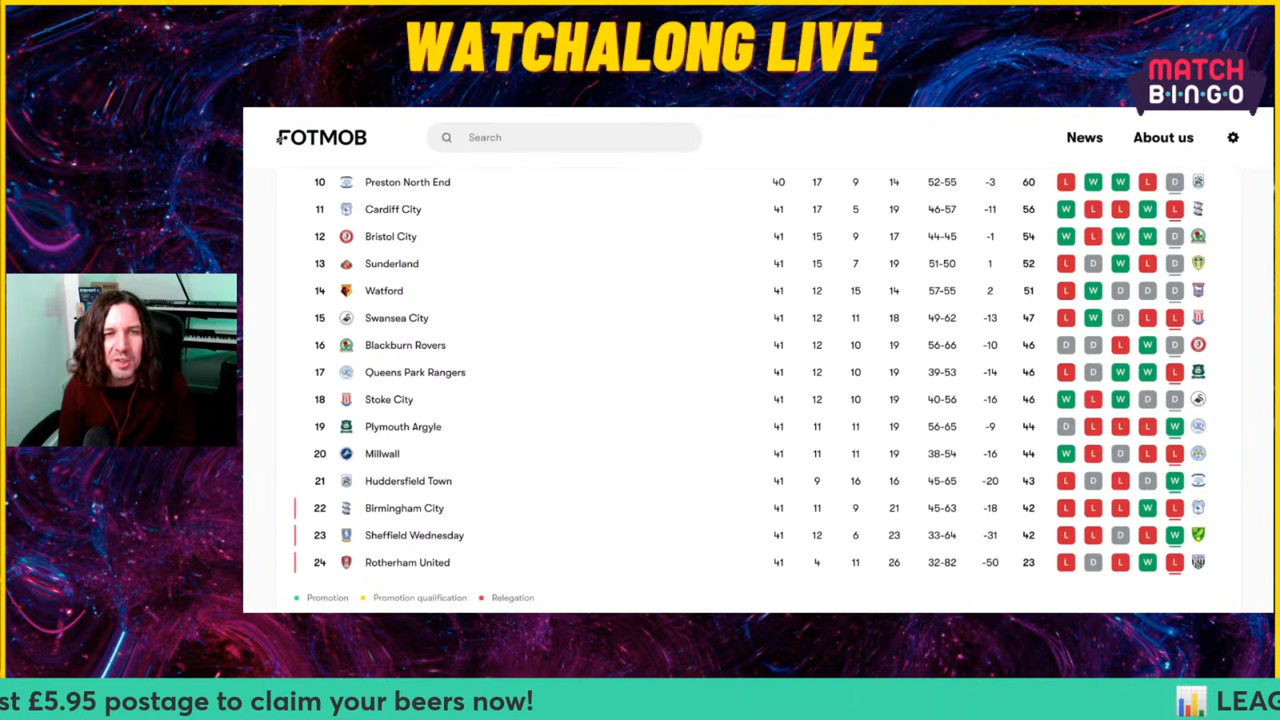 WATCHALONG LIVE
MATCH
B·I·N·G·O
FOTMOB Search News About us
10 Preston North End 40 17 9 14 52-55 -3 60 L W W L D
11 Cardiff City 41 17 5 19 46-57 -11 56 W L L W L
12 Bristol City 41 15 9 17 44-45 -1 54 W L W W D
13 Sunderland 41 15 7 19 51-50 1 52 L D W L D
14 Watford 41 12 15 14 57-55 2 51 L W D D D
15 Swansea City 41 12 11 18 49-62 -13 47 L W D L L
16 Blackburn Rovers 41 12 10 19 56-66 -10 46 D D L W D
17 Queens Park Rangers 41 12 10 19 39-53 -14 46 L D W W L
18 Stoke City 41 12 10 19 40-56 -16 46 W L W D D
19 Plymouth Argyle 41 11 11 19 56-65 -9 44 D L L L W
20 Millwall 41 11 11 19 38-54 -16 44 W L D L L
21 Huddersfield Town 41 9 16 16 45-65 -20 43 L D L D W
22 Birmingham City 41 11 9 21 45-63 -18 42 L L L W L
23 Sheffield Wednesday 41 12 6 23 33-64 -31 42 L L D L W
24 Rotherham United 41 4 11 26 32-82 -50 23 L D L W L
Promotion Promotion qualification Relegation
st £5.95 postage to claim your beers now! LEAG